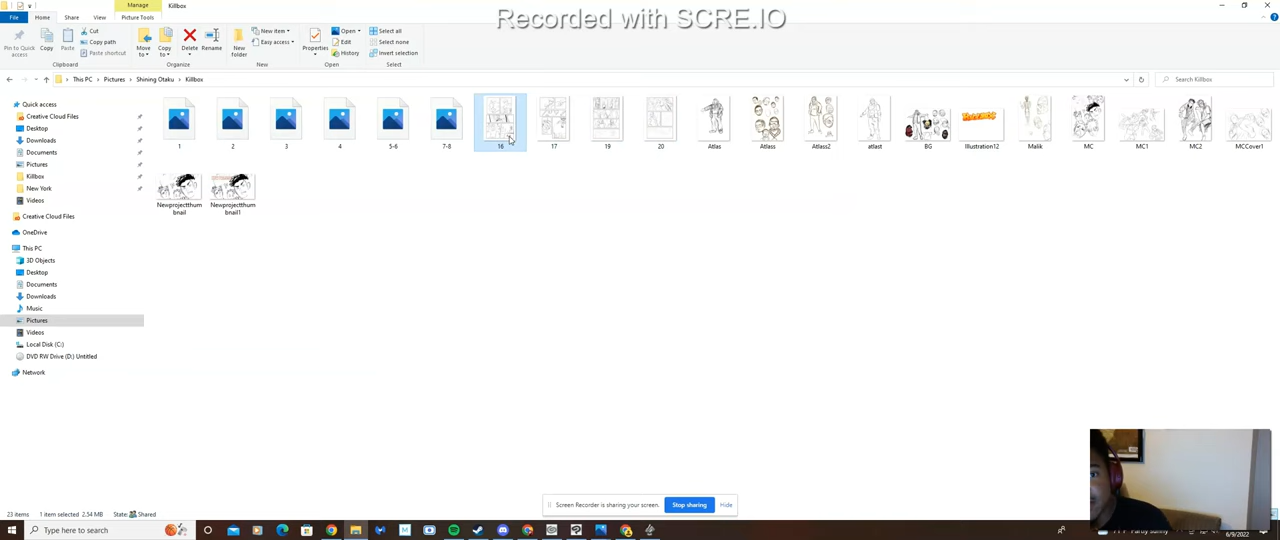 Manage
Killbox
Recorded with SCRE.IO
File
Home
Share
View
Picture Tools
Pin to Quick access
Copy
Paste
Cut
Copy path
Paste shortcut
Clipboard
Move to
Copy to
Delete
Rename
Organize
New folder
New item
Easy access
New
Properties
Open
Edit
History
Open
Select all
Select none
Invert selection
Select
This PC > Pictures > Shining Otaku > Killbox
Search Killbox
Quick access
Creative Cloud Files
Desktop
Downloads
Documents
Pictures
Killbox
New York
Videos
Creative Cloud Files
OneDrive
This PC
3D Objects
Desktop
Documents
Downloads
Music
Pictures
Videos
Local Disk (C:)
DVD RW Drive (D:) Untitled
Network
1
2
3
4
5-6
7-8
16
17
19
20
Atlas
Atlass
Atlass2
atlast
BG
Illustration12
Malik
MC
MC1
MC2
MCCover1
Newprojectthumbnail
Newprojectthumbnail1
23 items
1 item selected 2.54 MB
State: Shared
Screen Recorder is sharing your screen.
Stop sharing
Hide
Type here to search
Partly sunny
6/9/2022